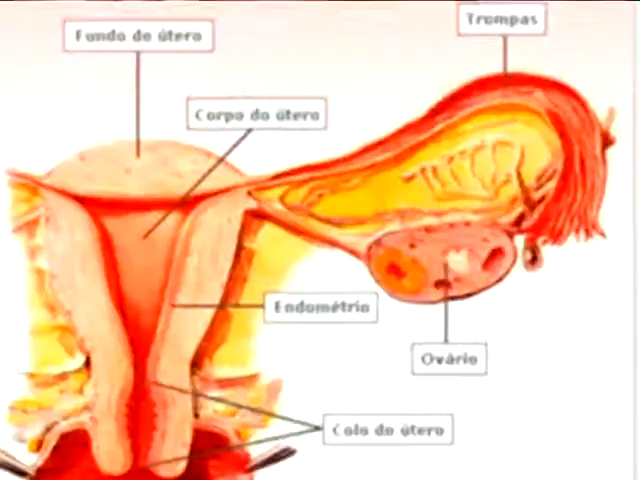 Trompas
Fundo do útero
Corpo do útero
Endométrio
Ovário
Colo do útero